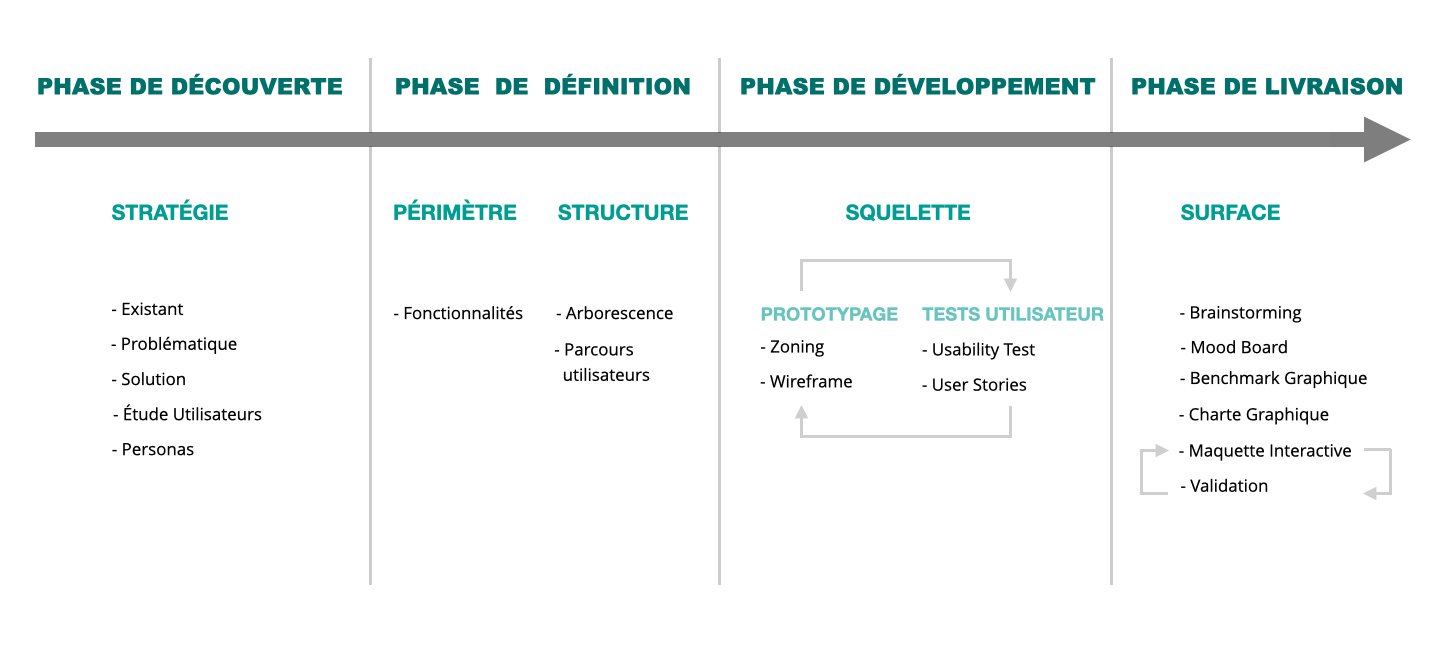 PHASE DE DÉCOUVERTE
PHASE DE DÉFINITION
PHASE DE DÉVELOPPEMENT
PHASE DE LIVRAISON
STRATÉGIE
- Existant
- Problématique
- Solution
- Étude Utilisateurs
- Personas
PÉRIMÈTRE
- Fonctionnalités
STRUCTURE
- Arborescence
- Parcours
utilisateurs
SQUELETTE
PROTOTYPAGE
- Zoning
- Wireframe
TESTS UTILISATEUR
- Usability Test
- User Stories
SURFACE
- Brainstorming
- Mood Board
- Benchmark Graphique
- Charte Graphique
- Maquette Interactive
- Validation